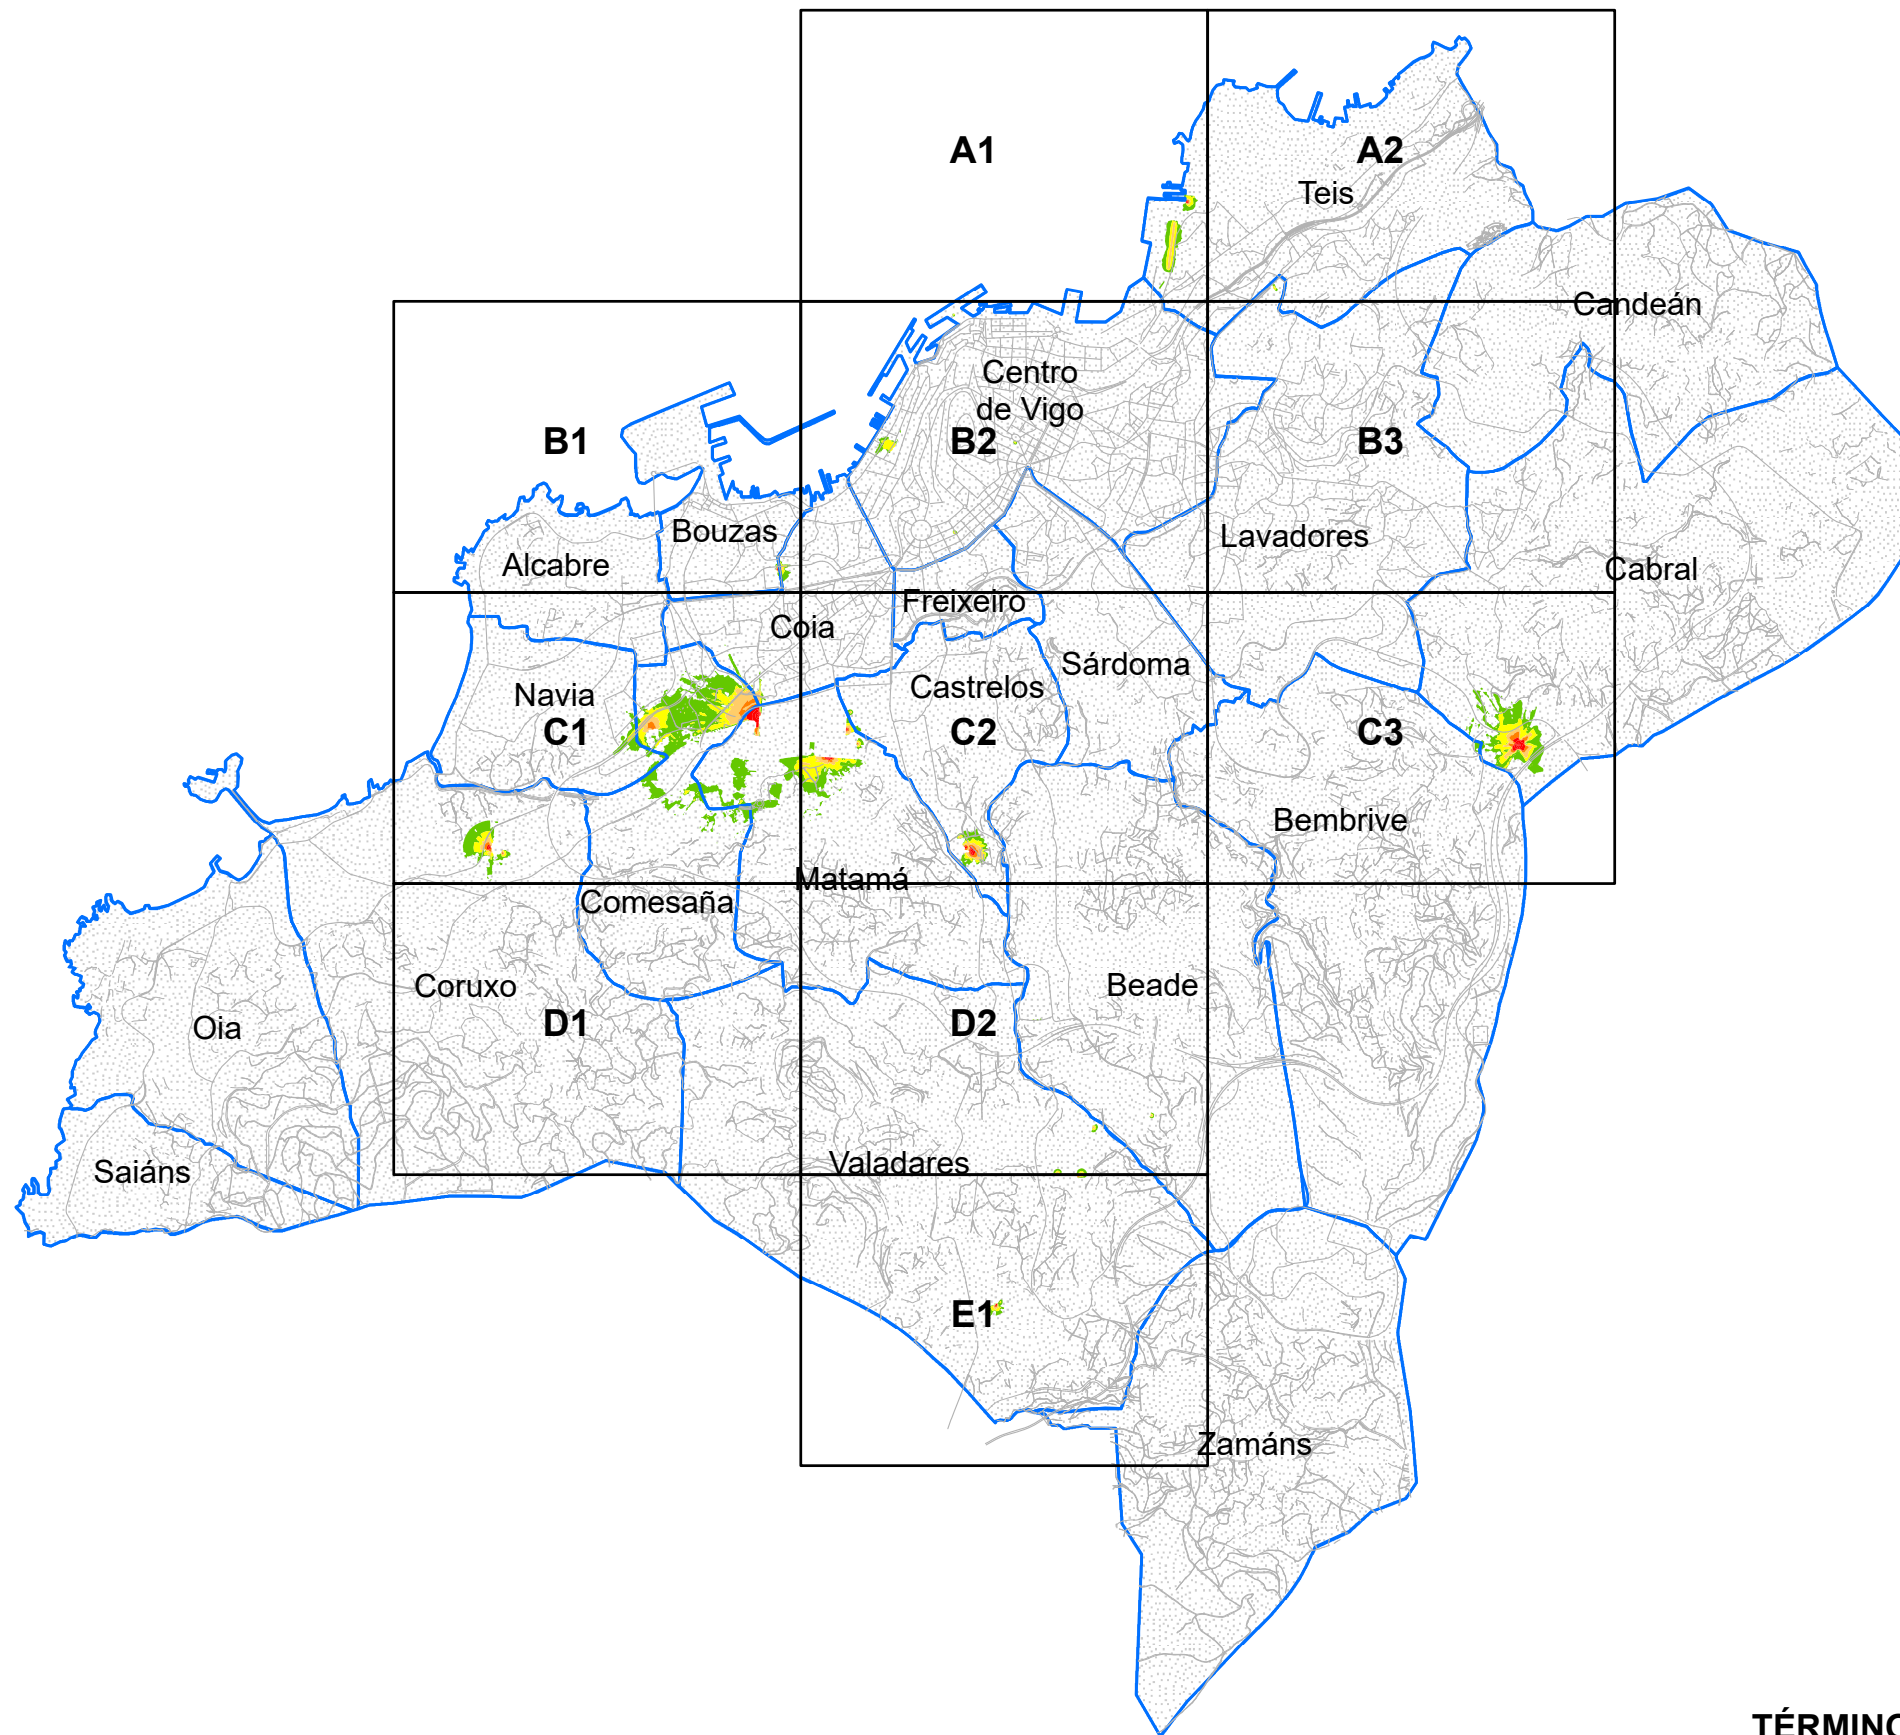 A1
A2
Teis
Candeán
Centro
de Vigo
B1
B2
B3
Bouzas
Lavadores
Alcabre
Cabral
Freixeiro
Coia
Sárdoma
Castrelos
Navia
C1
C2
C3
Bembrive
Matamá
Comesaña
Coruxo
Beade
Oia
D1
D2
Valadares
Saiáns
E1
Zamáns
TÉRMINO